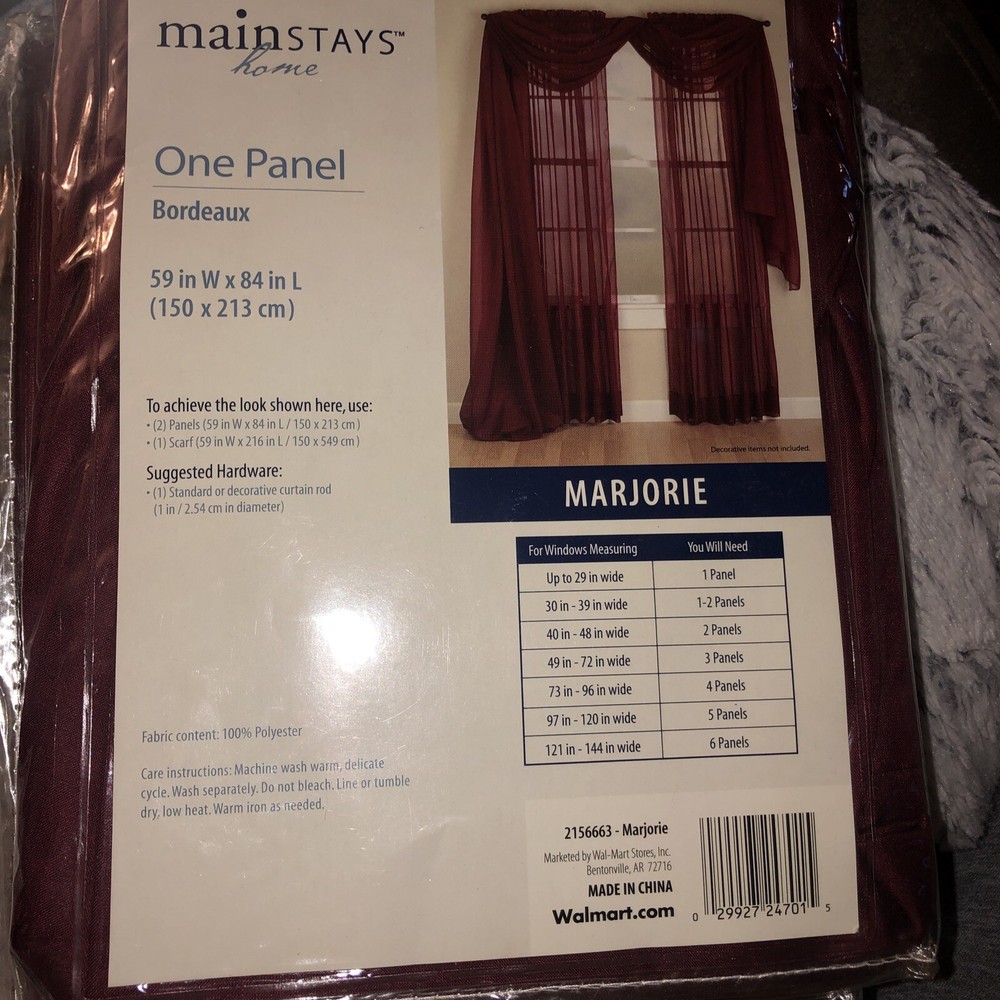 mainstays™
home
One Panel
Bordeaux
59 in W x 84 in L
(150 x 213 cm)
To achieve the look shown here, use:
• (2) Panels (59 in W x 84 in L / 150 x 213 cm)
• (1) Scarf (59 in W x 216 in L / 150 x 549 cm)
Suggested Hardware:
• (1) Standard or decorative curtain rod
(1 in / 2.54 cm in diameter)
Decorative items not included.
MARJORIE
For Windows Measuring You Will Need
Up to 29 in wide 1 Panel
30 in - 39 in wide 1-2 Panels
40 in - 48 in wide 2 Panels
49 in - 72 in wide 3 Panels
73 in - 96 in wide 4 Panels
97 in - 120 in wide 5 Panels
121 in - 144 in wide 6 Panels
Fabric content: 100% Polyester
Care instructions: Machine wash warm, delicate
cycle. Wash separately. Do not bleach. Line or tumble
dry, low heat. Warm iron as needed.
2156663 - Marjorie
Marketed by Wal-Mart Stores, Inc.
Bentonville, AR 72716
MADE IN CHINA
Walmart.com
0 29927 24701 5